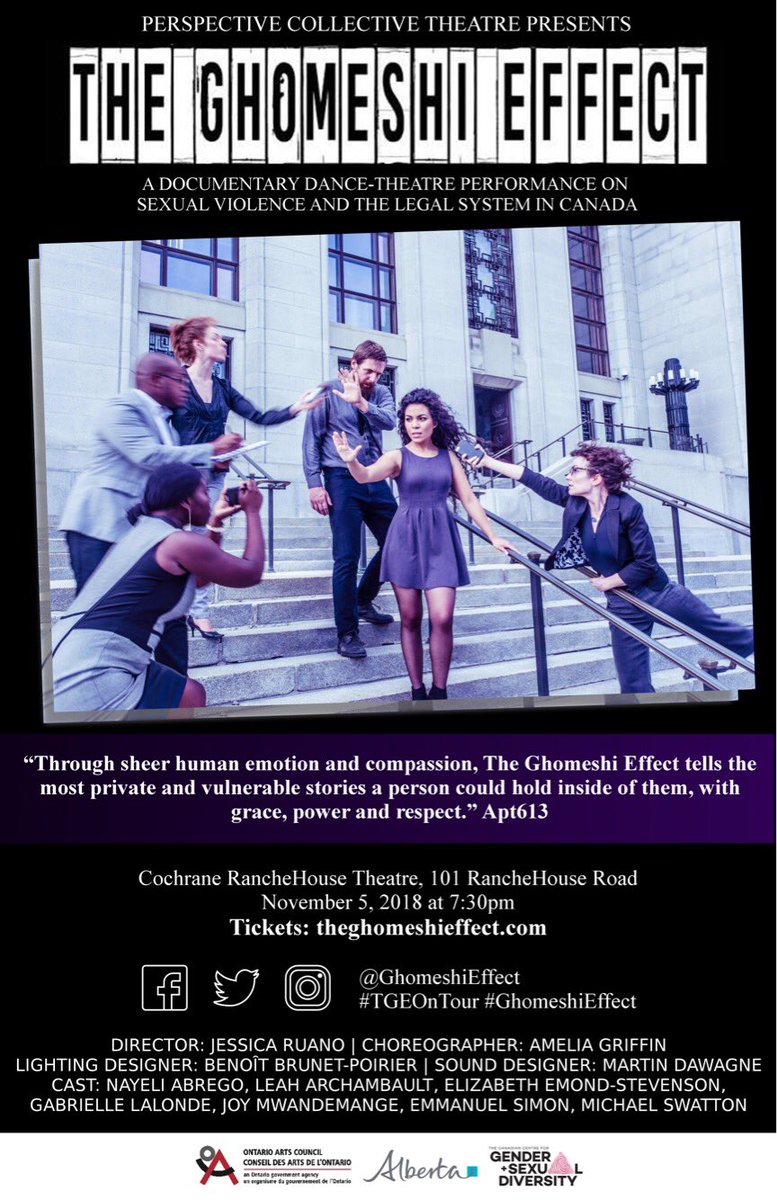 PERSPECTIVE COLLECTIVE THEATRE PRESENTS
THE GHOMESHI EFFECT
A DOCUMENTARY DANCE-THEATRE PERFORMANCE ON
SEXUAL VIOLENCE AND THE LEGAL SYSTEM IN CANADA
“Through sheer human emotion and compassion, The Ghomeshi Effect tells the
most private and vulnerable stories a person could hold inside of them, with
grace, power and respect.” Apt613
Cochrane RancheHouse Theatre, 101 RancheHouse Road
November 5, 2018 at 7:30pm
Tickets: theghomeshieffect.com
@GhomeshiEffect
#TGEOnTour #GhomeshiEffect
DIRECTOR: JESSICA RUANO | CHOREOGRAPHER: AMELIA GRIFFIN
LIGHTING DESIGNER: BENOÎT BRUNET-POIRIER | SOUND DESIGNER: MARTIN DAWAGNE
CAST: NAYELI ABREGO, LEAH ARCHAMBAULT, ELIZABETH EMOND-STEVENSON,
GABRIELLE LALONDE, JOY MWANDEMANGE, EMMANUEL SIMON, MICHAEL SWATTON
ONTARIO ARTS COUNCIL
CONSEIL DES ARTS DE L'ONTARIO
an Ontario government agency
un organisme du gouvernement de l'Ontario
Alberta
THE CANADIAN CENTRE FOR
GENDER
+SEXUAL
DIVERSITY